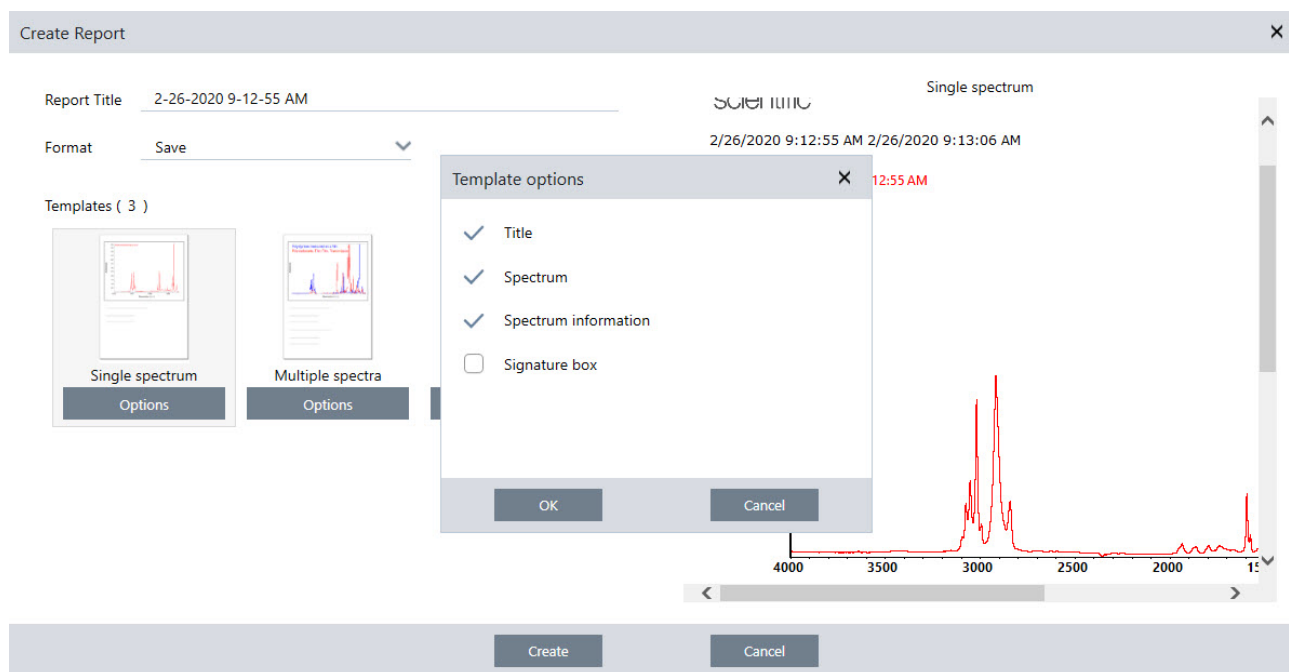 Create Report
Report Title 2-26-2020 9-12-55 AM
Format Save
Templates ( 3 )
Single spectrum
Options
Multiple spectra
Options
Single spectrum
scientific
2/26/2020 9:12:55 AM 2/26/2020 9:13:06 AM
12:55 AM
Template options
Title
Spectrum
Spectrum information
Signature box
OK Cancel
4000 3500 3000 2500 2000
Create Cancel